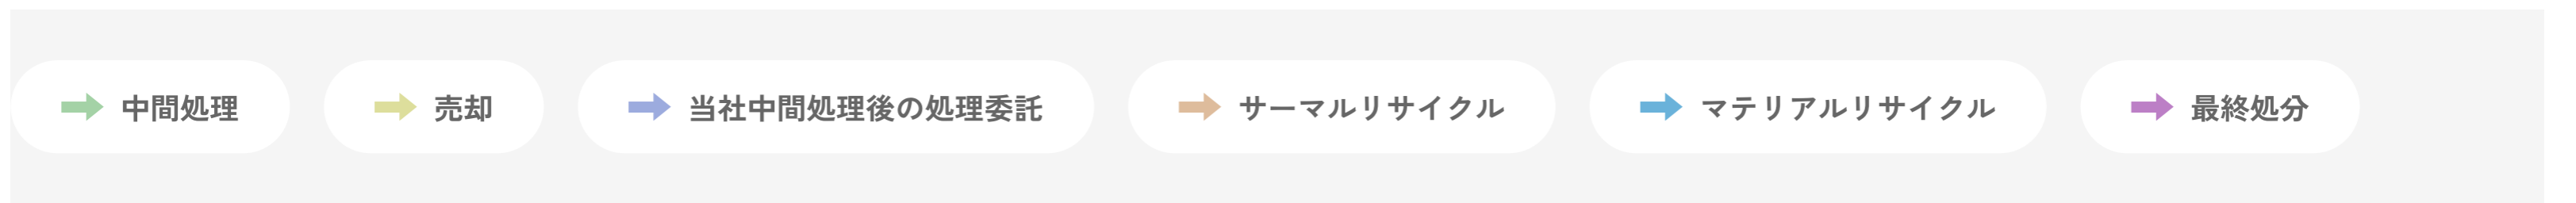 中間処理
売却
当社中間処理後の処理委託
サーマルリサイクル
マテリアルリサイクル
最終処分